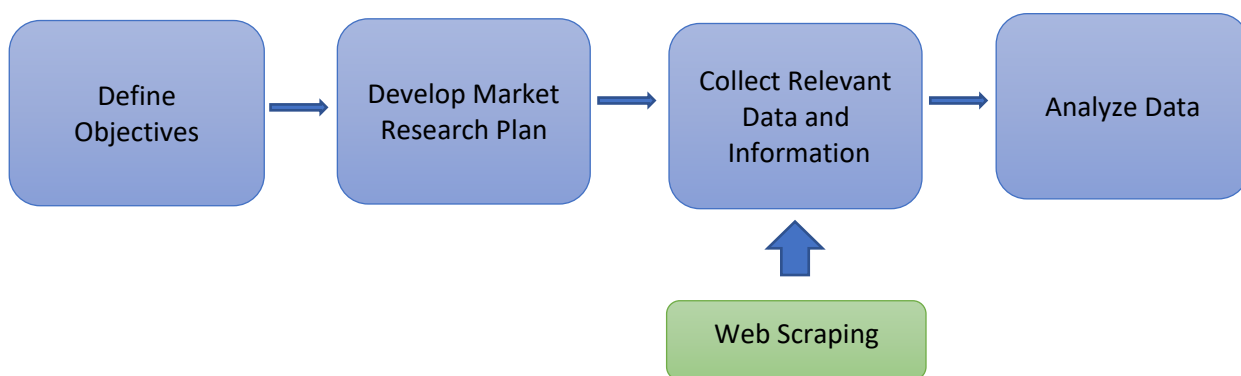 Define
Objectives
Develop Market
Research Plan
Collect Relevant
Data and
Information
Analyze Data
Web Scraping